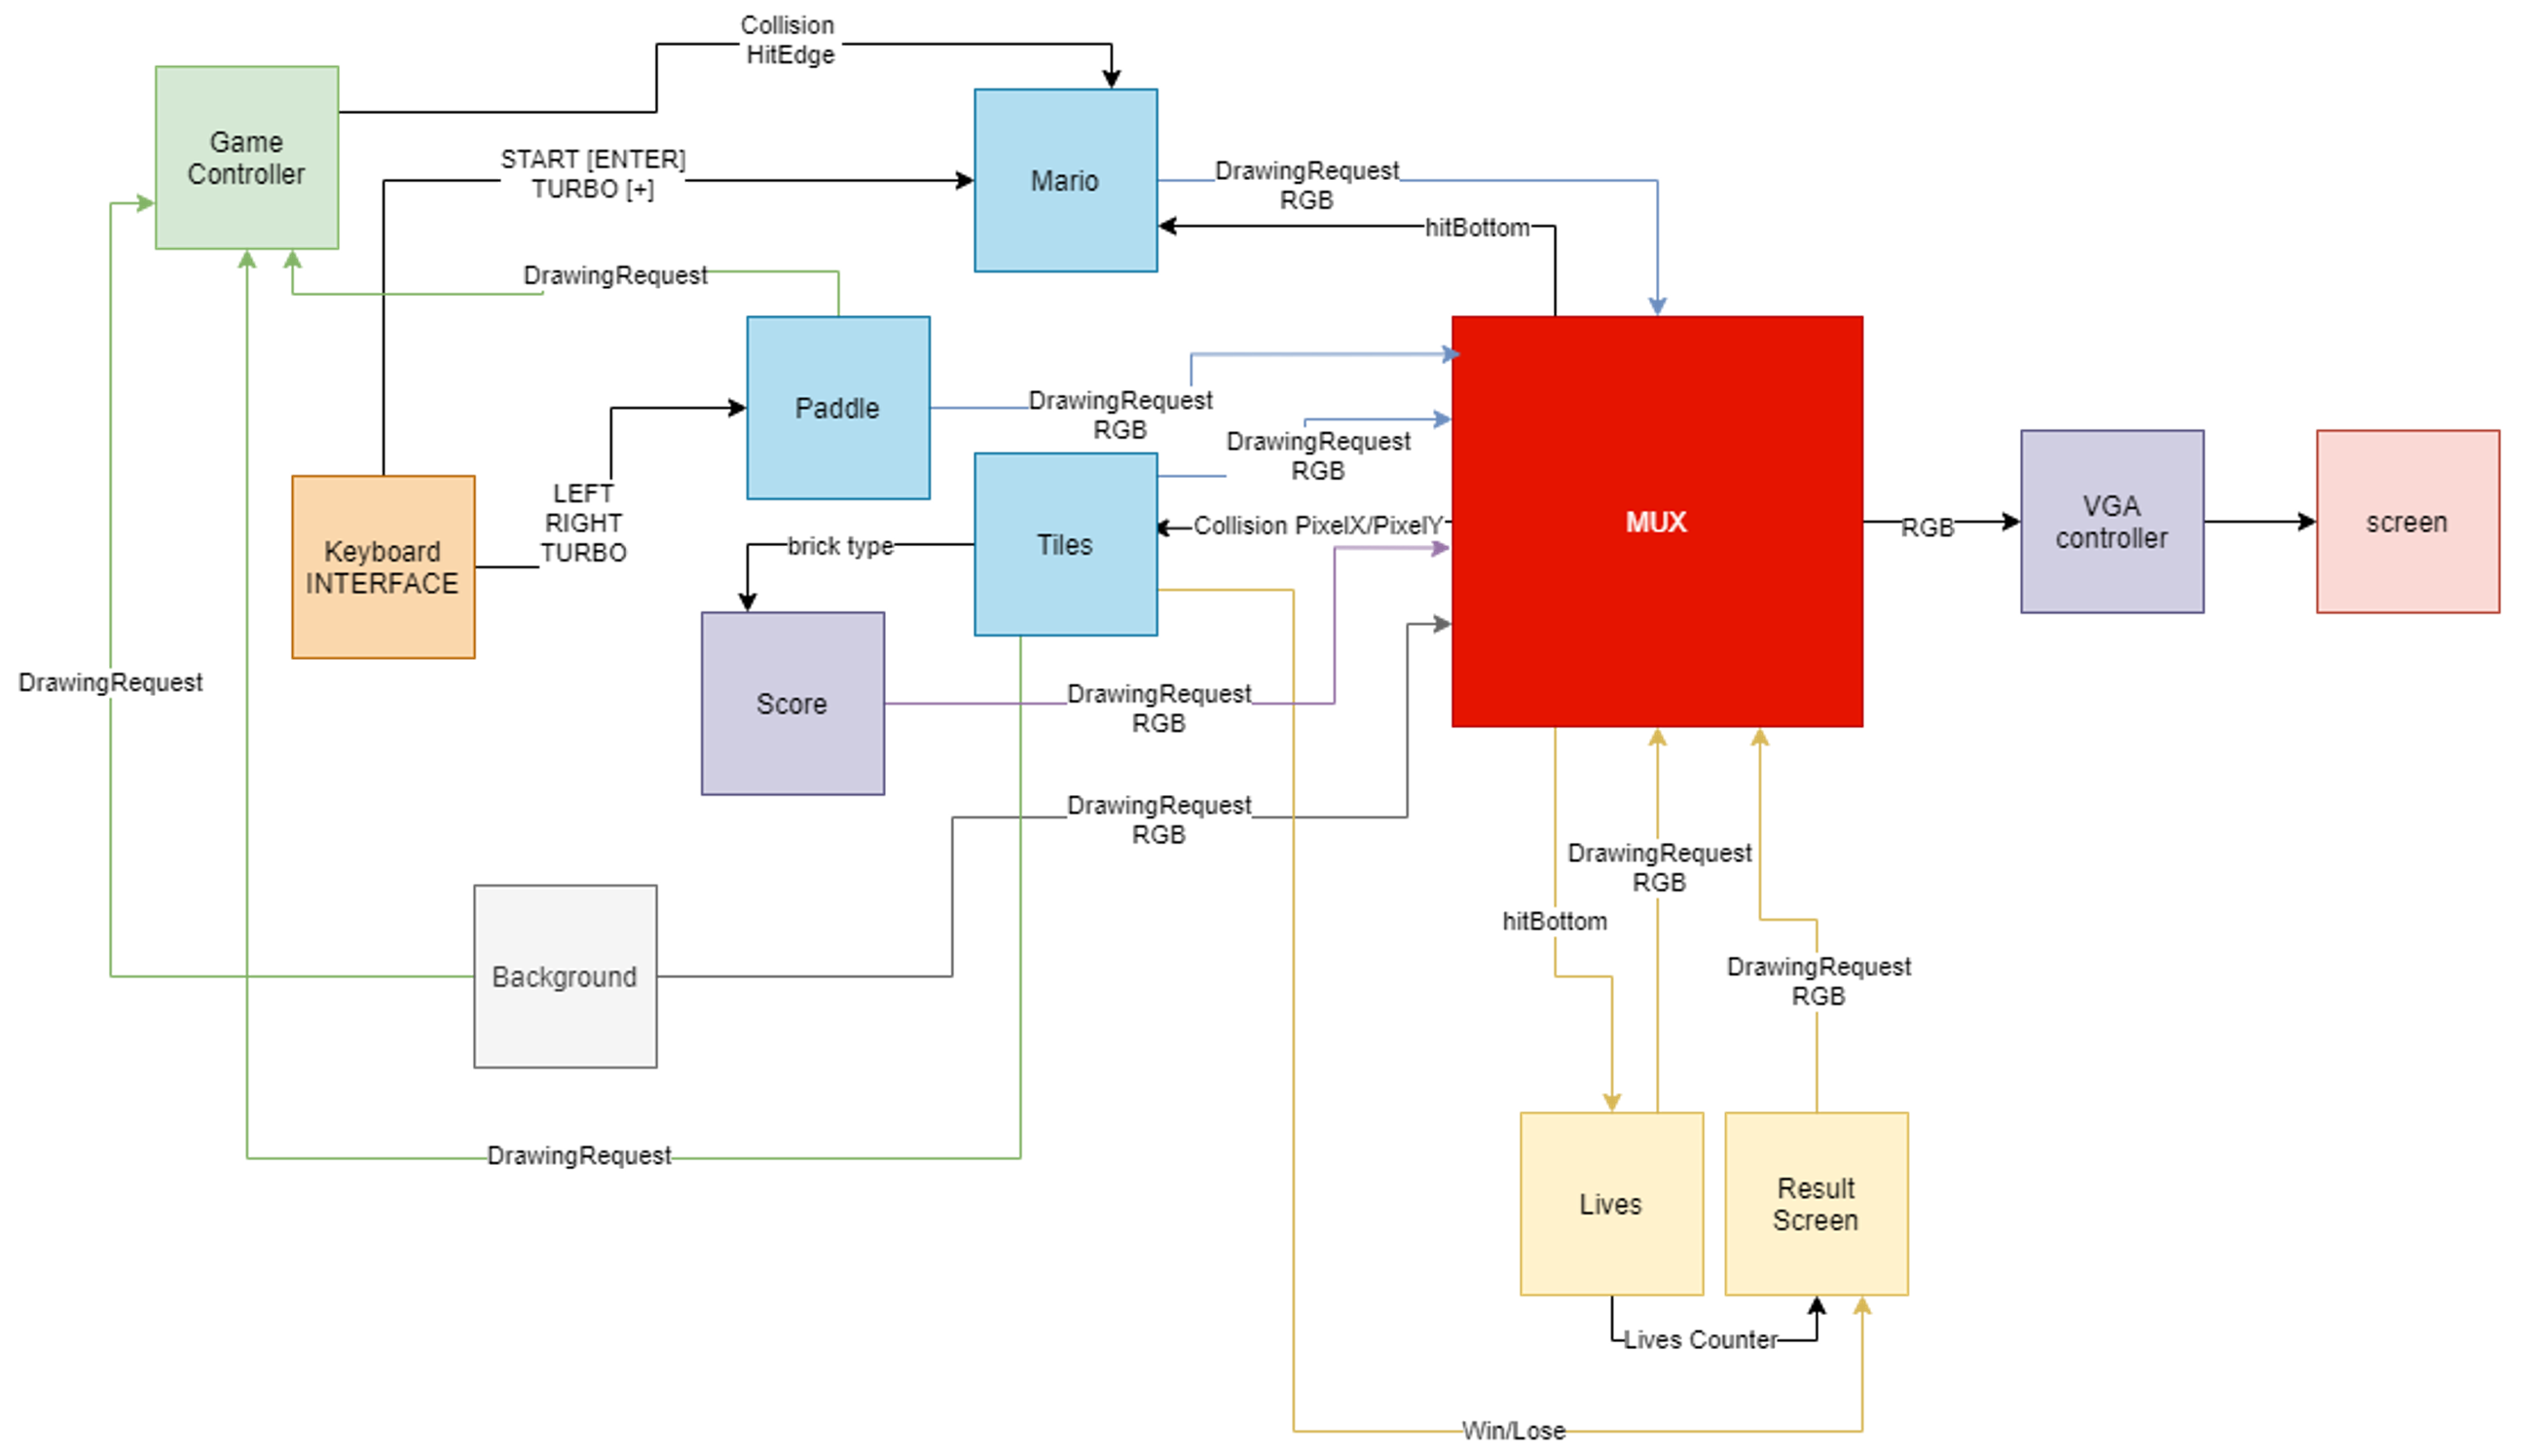 Collision
HitEdge
Game
Controller
START [ENTER]
TURBO [+]
Mario
DrawingRequest
RGB
hitBottom
DrawingRequest
Paddle
DrawingRequest
RGB
DrawingRequest
RGB
LEFT
RIGHT
TURBO
Keyboard
INTERFACE
brick type
Tiles
Collision PixelX/PixelY
MUX
RGB
VGA
controller
screen
DrawingRequest
Score
DrawingRequest
RGB
DrawingRequest
RGB
DrawingRequest
RGB
hitBottom
Background
DrawingRequest
RGB
DrawingRequest
Lives
Result
Screen
Lives Counter
Win/Lose